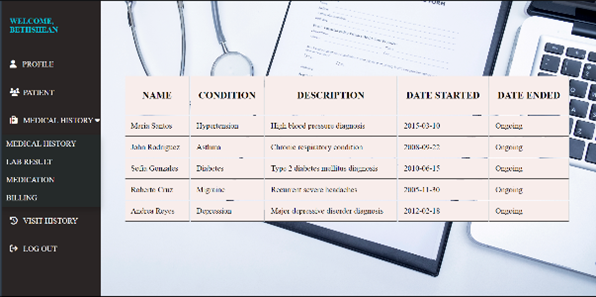 WELCOME,
BETHSHEAN
PROFILE
PATIENT
MEDICAL HISTORY
MEDICAL HISTORY
LAB RESULT
MEDICATION
BILLING
VISIT HISTORY
LOG OUT
NAME CONDITION DESCRIPTION DATE STARTED DATE ENDED
Maria Santos Hypertension High blood pressure diagnosis 2015-03-10 Ongoing
John Rodriguez Asthma Chronic respiratory condition 2008-09-22 Ongoing
Sofia Gonzales Diabetes Type 2 diabetes mellitus diagnosis 2010-06-15 Ongoing
Roberto Cruz Migraine Recurrent severe headaches 2005-11-30 Ongoing
Andrea Reyes Depression Major depressive disorder diagnosis 2012-02-18 Ongoing